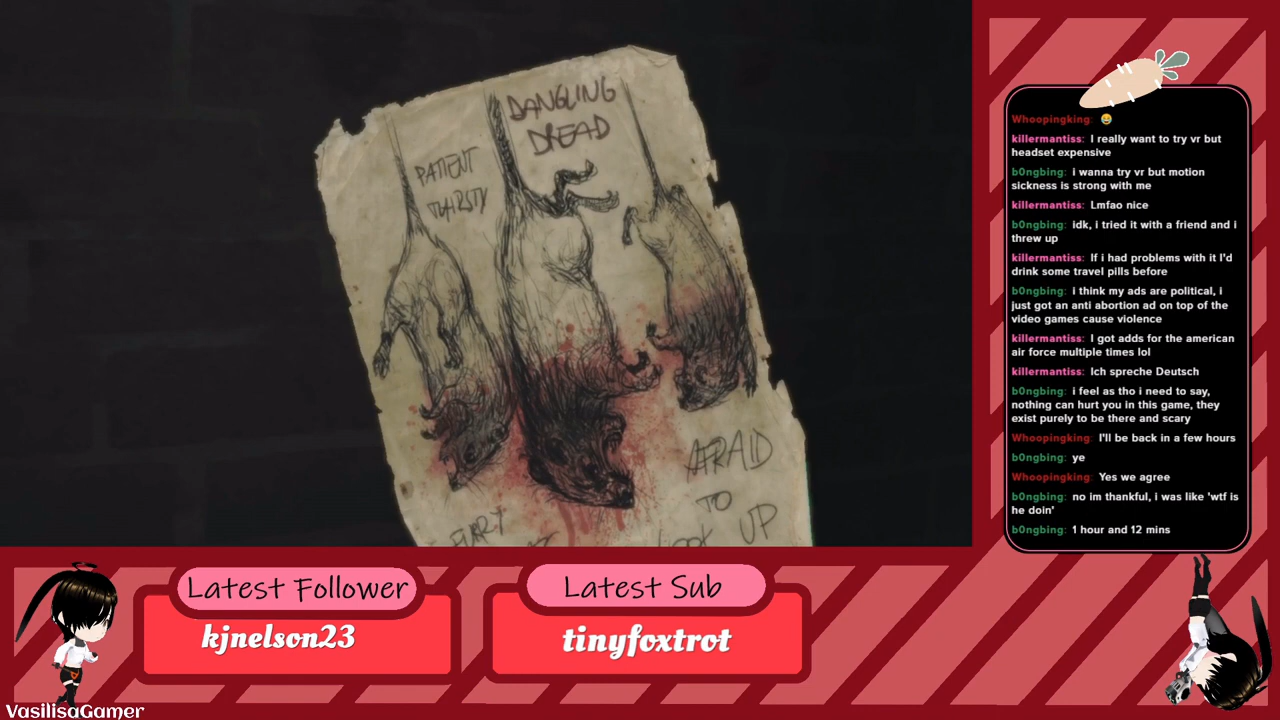 DANGLING
DREAD
PATIENT
THIRSTY
AFRAID
TO
LOOK UP
FURRY
Whoopingking: 😂
killermantiss: I really want to try vr but
headset expensive
b0ngbing: i wanna try vr but motion
sickness is strong with me
killermantiss: Lmfao nice
b0ngbing: idk, i tried it with a friend and i
threw up
killermantiss: If i had problems with it I'd
drink some travel pills before
b0ngbing: i think my ads are political, i
just got an anti abortion ad on top of the
video games cause violence
killermantiss: I got adds for the american
air force multiple times lol
killermantiss: Ich spreche Deutsch
b0ngbing: i feel as tho i need to say,
nothing can hurt you in this game, they
exist purely to be there and scary
Whoopingking: I'll be back in a few hours
b0ngbing: ye
Whoopingking: Yes we agree
b0ngbing: no im thankful, i was like 'wtf is
he doin'
b0ngbing: 1 hour and 12 mins
Latest Follower
kjnelson23
Latest Sub
tinyfoxtrot
VasilisaGamer